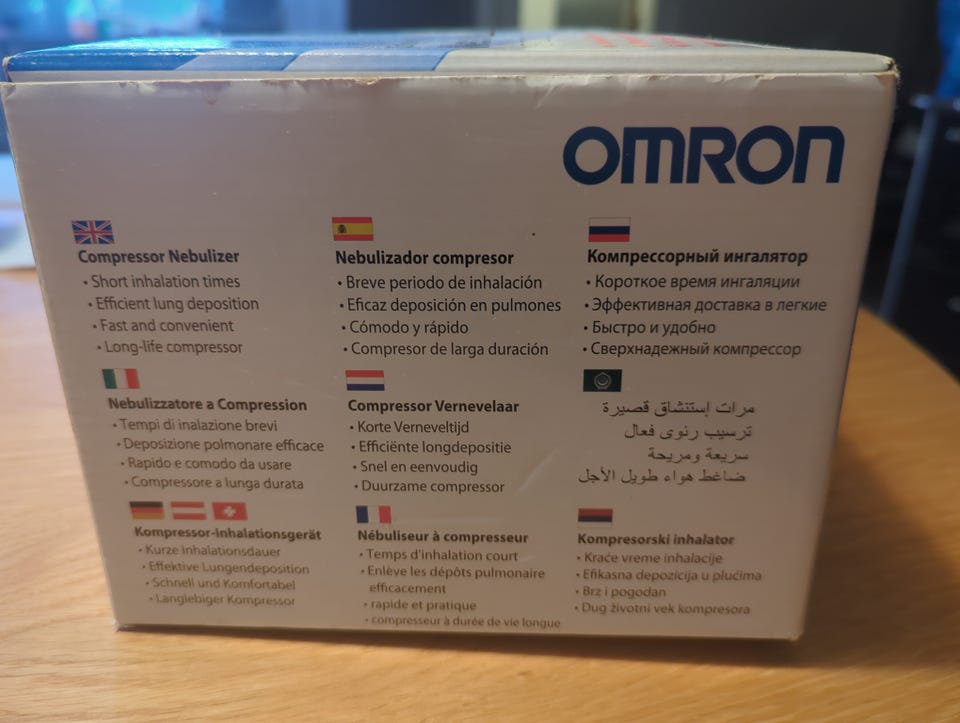 OMRON
Compressor Nebulizer
• Short inhalation times
• Efficient lung deposition
• Fast and convenient
• Long-life compressor
Nebulizador compresor
• Breve periodo de inhalación
• Eficaz deposición en pulmones
• Cómodo y rápido
• Compresor de larga duración
Компрессорный ингалятор
• Короткое время ингаляции
• Эффективная доставка в легкие
• Быстро и удобно
• Сверхнадежный компрессор
Nebulizzatore a Compressione
• Tempi di inalazione brevi
• Deposizione polmonare efficace
• Rapido e comodo da usare
• Compressore a lunga durata
Compressor Vernevelaar
• Korte Verneveltijd
• Efficiënte longdepositie
• Snel en eenvoudig
• Duurzame compressor
مرات إستنشاق قصيرة
ترسيب رئوى فعال
سريعة ومريحة
ضاغط هواء طويل الأجل
Kompressor-Inhalationsgerät
• Kurze Inhalationsdauer
• Effektive Lungendeposition
• Schnell und Komfortabel
• Langlebiger Kompressor
Nébuliseur à compresseur
• Temps d'inhalation court
• Enlève les dépôts pulmonaire
efficacement
• rapide et pratique
• compresseur à durée de vie longue
Kompresorski inhalator
• Kraće vreme inhalacije
• Efikasna depozicija u plućima
• Brz i pogodan
• Dug životni vek kompresora